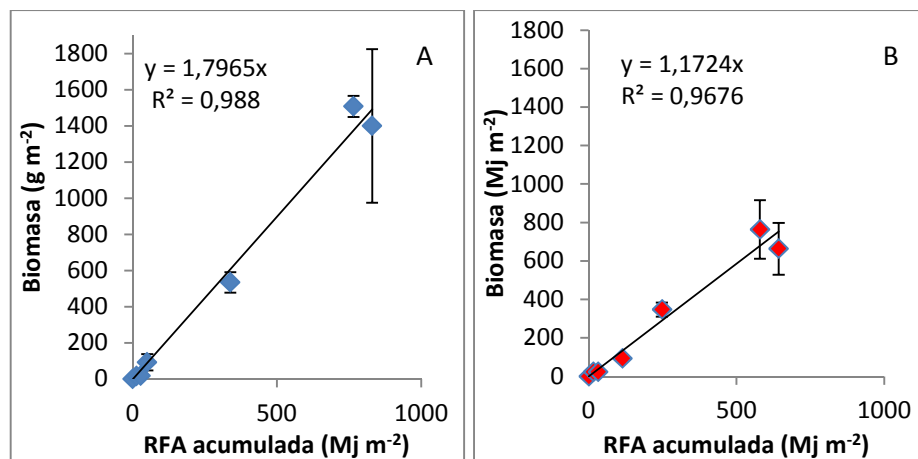 A
y = 1,7965x
R² = 0,988
Biomasa (g m⁻²)
1800
1600
1400
1200
1000
800
600
400
200
0
0 500 1000
RFA acumulada (Mj m⁻²)
B
y = 1,1724x
R² = 0,9676
Biomasa (Mj m⁻²)
1800
1600
1400
1200
1000
800
600
400
200
0
0 500 1000
RFA acumulada (Mj m⁻²)